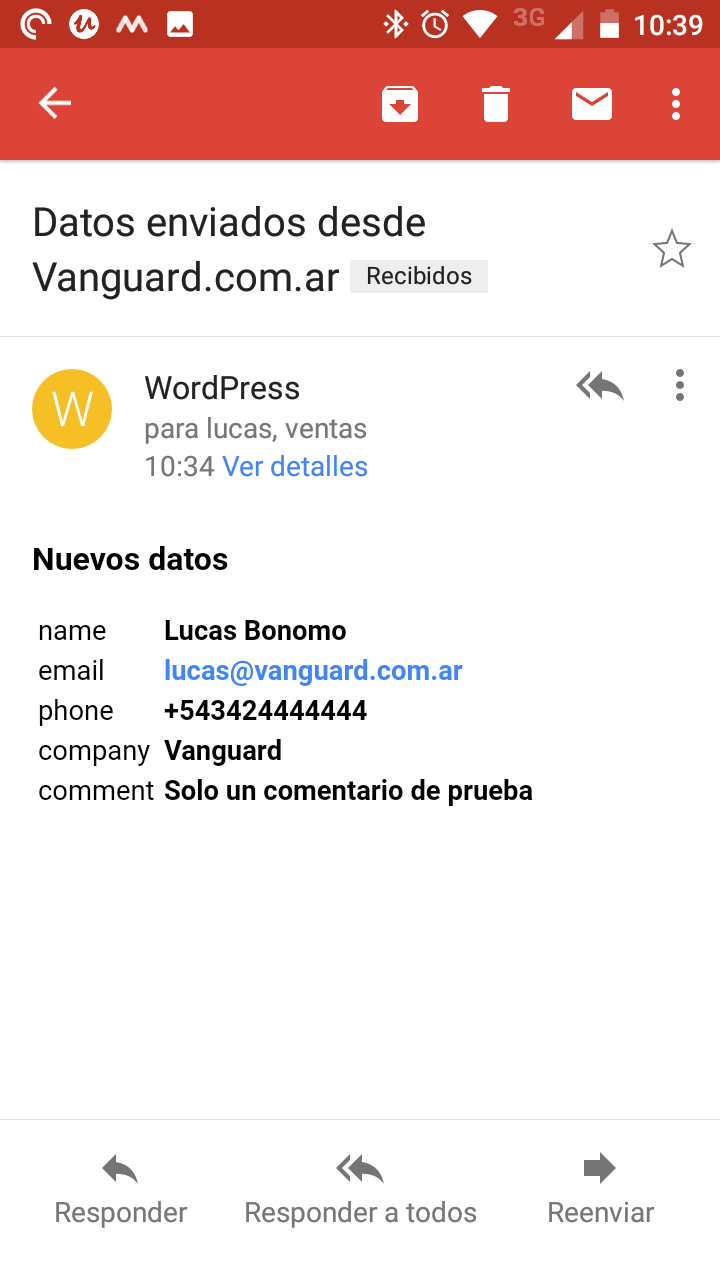 3G 10:39
Datos enviados desde
Vanguard.com.ar Recibidos
W
WordPress
para lucas, ventas
10:34 Ver detalles
Nuevos datos
name Lucas Bonomo
email lucas@vanguard.com.ar
phone +543424444444
company Vanguard
comment Solo un comentario de prueba
Responder Responder a todos Reenviar